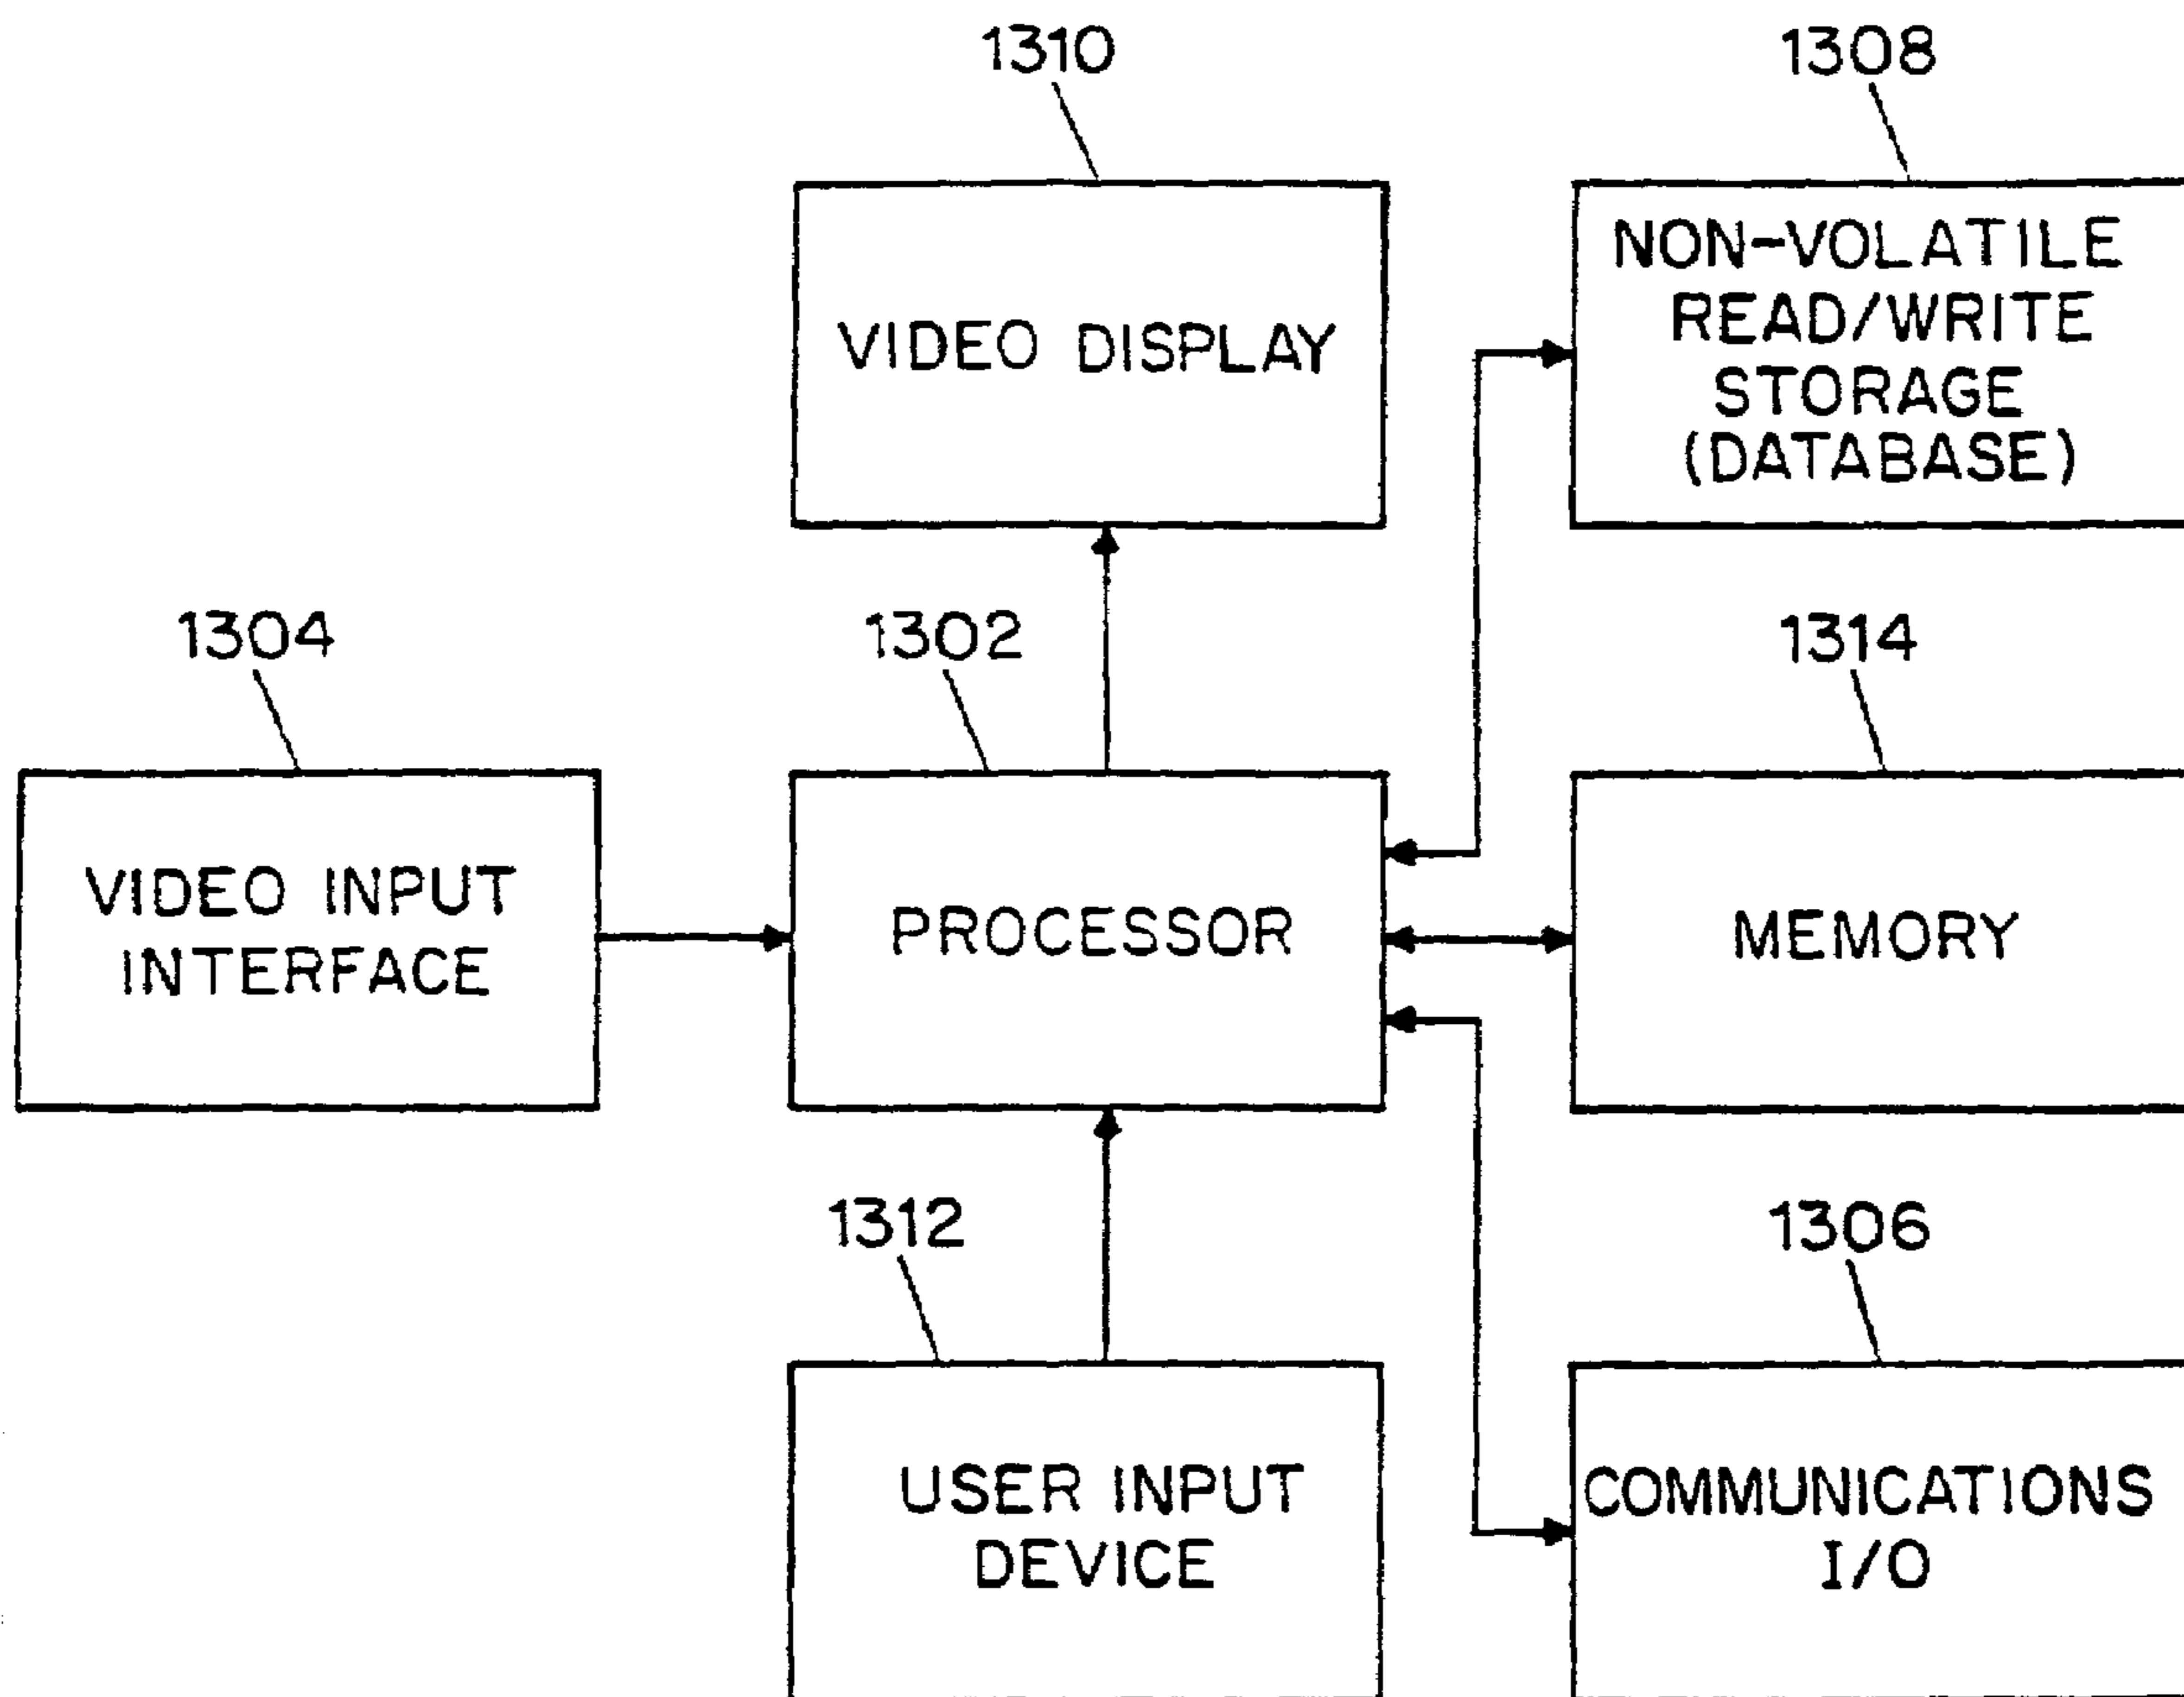 1310
1308
VIDEO DISPLAY
NON-VOLATILE
READ/WRITE
STORAGE
(DATABASE)
1304
1302
1314
VIDEO INPUT
INTERFACE
PROCESSOR
MEMORY
1312
1306
USER INPUT
DEVICE
COMMUNICATIONS
I/O